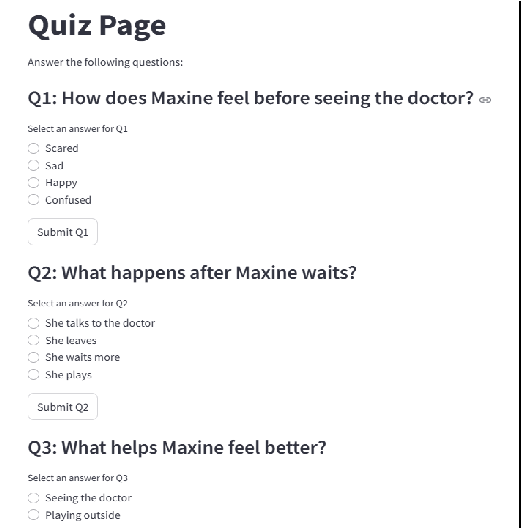 Quiz Page
Answer the following questions:
Q1: How does Maxine feel before seeing the doctor?
Select an answer for Q1
Scared
Sad
Happy
Confused
Submit Q1
Q2: What happens after Maxine waits?
Select an answer for Q2
She talks to the doctor
She leaves
She waits more
She plays
Submit Q2
Q3: What helps Maxine feel better?
Select an answer for Q3
Seeing the doctor
Playing outside